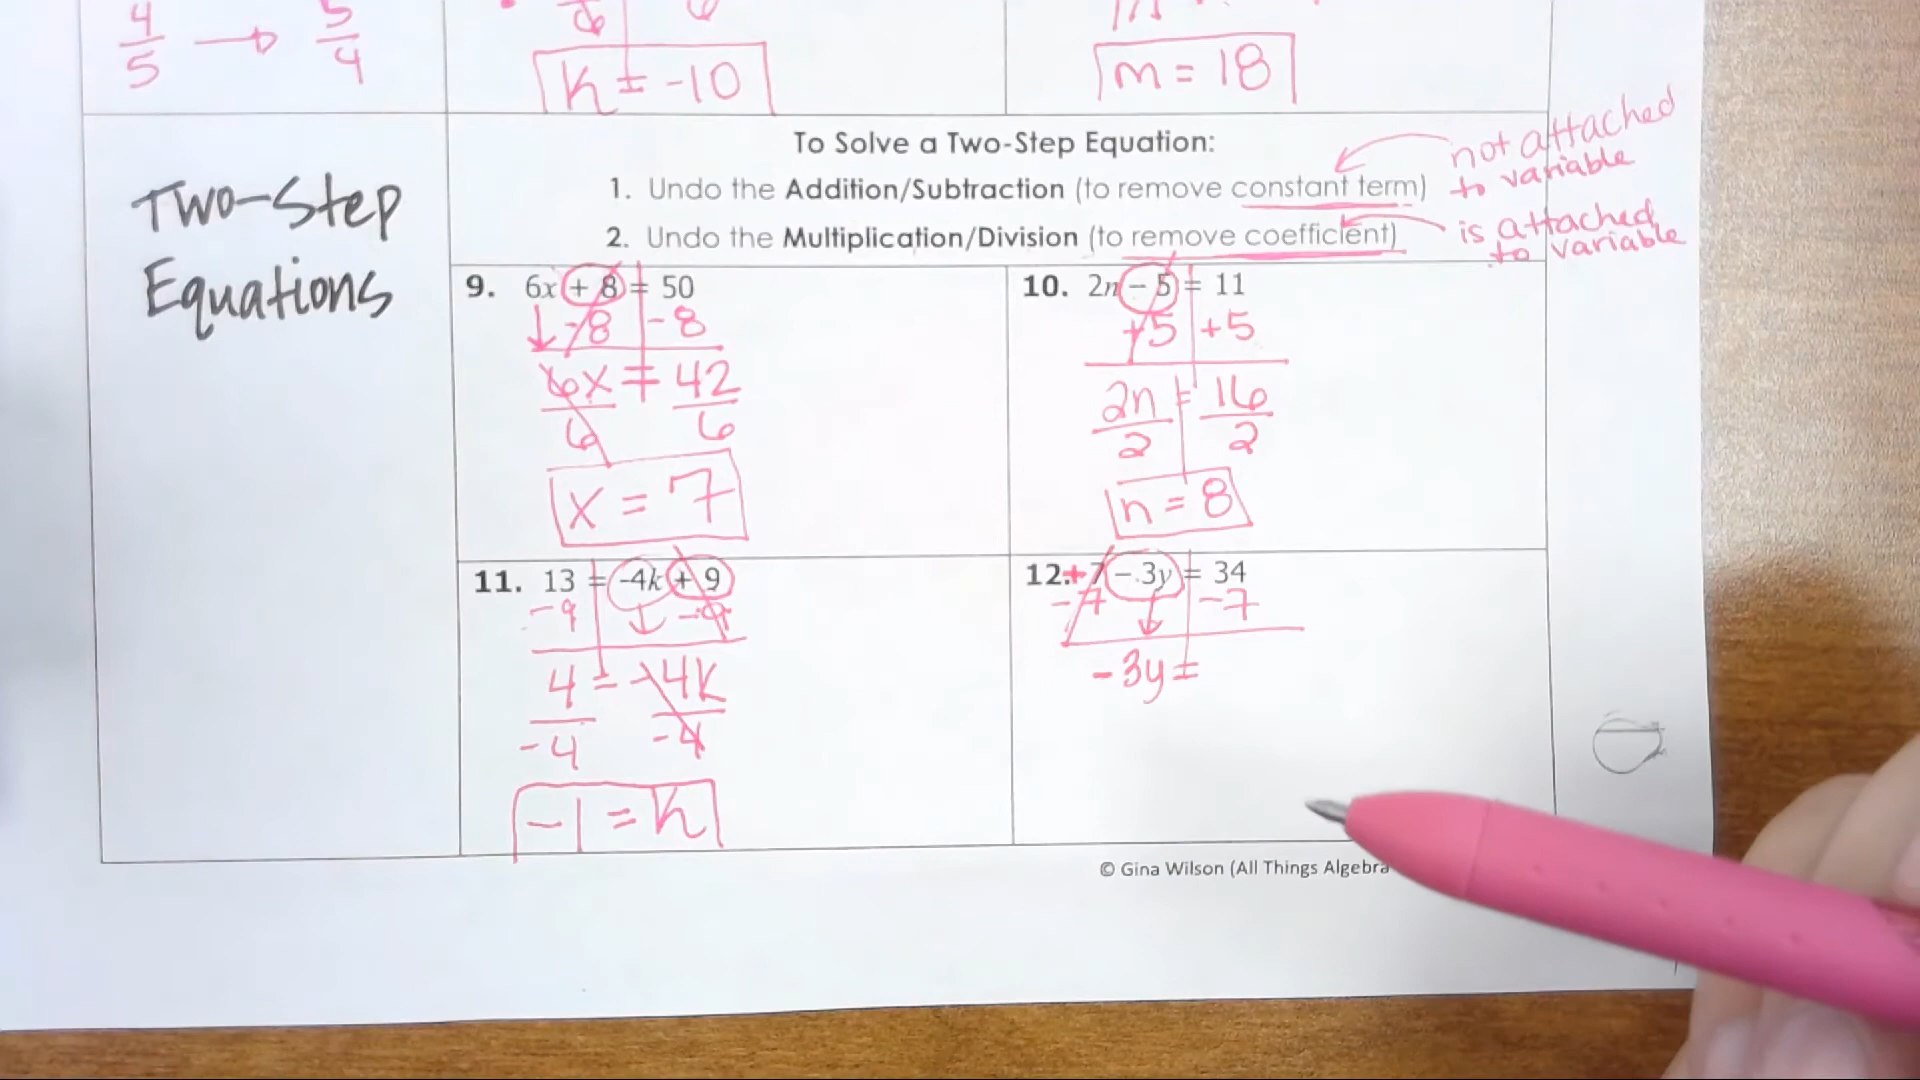 4/5 → 5/4
k = -10
m = 18
To Solve a Two-Step Equation:
1. Undo the Addition/Subtraction (to remove constant term)
not attached
to variable
2. Undo the Multiplication/Division (to remove coefficient)
is attached
to variable
Two-Step
Equations
9. 6x + 8 = 50
-8 -8
6x = 42
6 6
x = 7
10. 2n - 5 = 11
+5 +5
2n = 16
2 2
n = 8
11. 13 = -4k + 9
-9 -9
4 = -4k
-4 -4
-1 = k
12. + 7 - 3y = 34
-7 -7
-3y =
© Gina Wilson (All Things Algebra